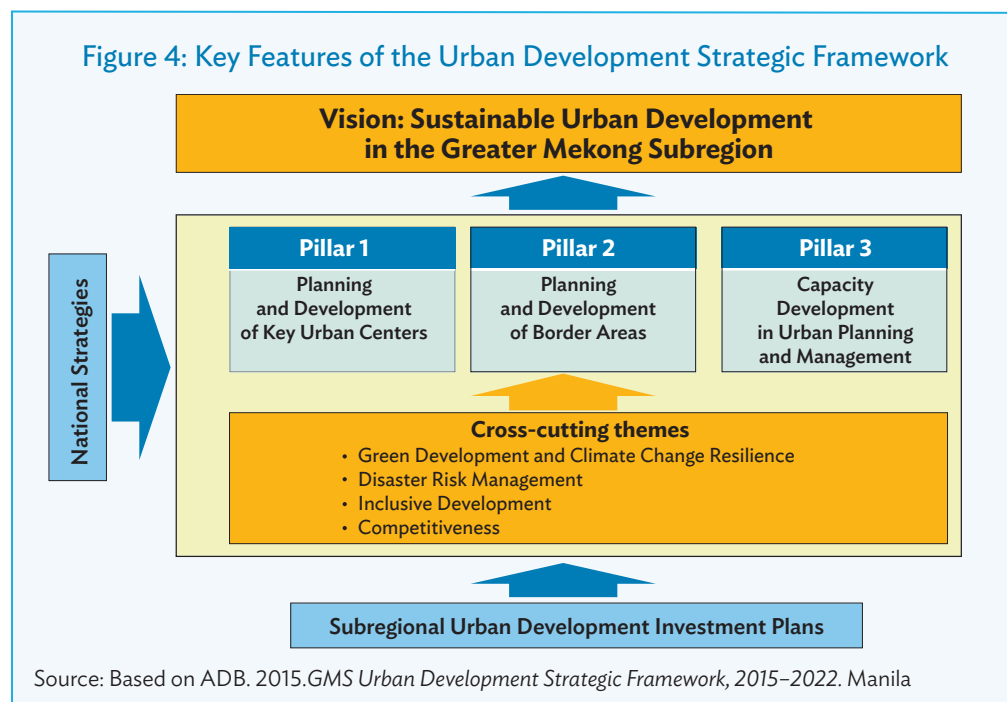 Figure 4: Key Features of the Urban Development Strategic Framework
Vision: Sustainable Urban Development
in the Greater Mekong Subregion
National Strategies
Pillar 1
Planning
and Development
of Key Urban Centers
Pillar 2
Planning
and Development
of Border Areas
Pillar 3
Capacity
Development
in Urban Planning
and Management
Cross-cutting themes
• Green Development and Climate Change Resilience
• Disaster Risk Management
• Inclusive Development
• Competitiveness
Subregional Urban Development Investment Plans
Source: Based on ADB. 2015.GMS Urban Development Strategic Framework, 2015–2022. Manila